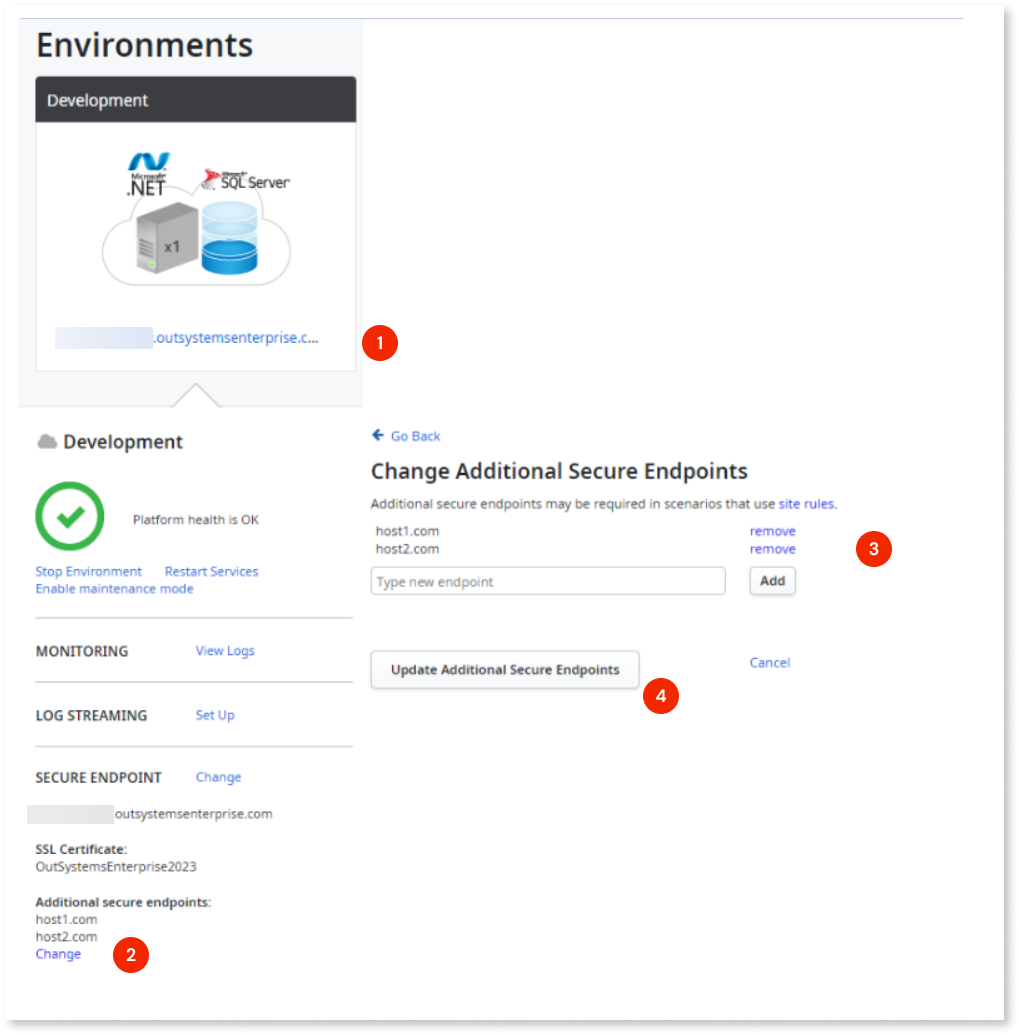 Environments
Development
Microsoft
.NET
Microsoft
SQL Server
x1
.outsystemsenterprise.c...
1
Development
Platform health is OK
Stop Environment Restart Services
Enable maintenance mode
MONITORING View Logs
LOG STREAMING Set Up
SECURE ENDPOINT Change
outsystemsenterprise.com
SSL Certificate:
OutSystemsEnterprise2023
Additional secure endpoints:
host1.com
host2.com
Change
2
Go Back
Change Additional Secure Endpoints
Additional secure endpoints may be required in scenarios that use site rules.
host1.com remove
host2.com remove
3
Type new endpoint Add
Update Additional Secure Endpoints Cancel
4